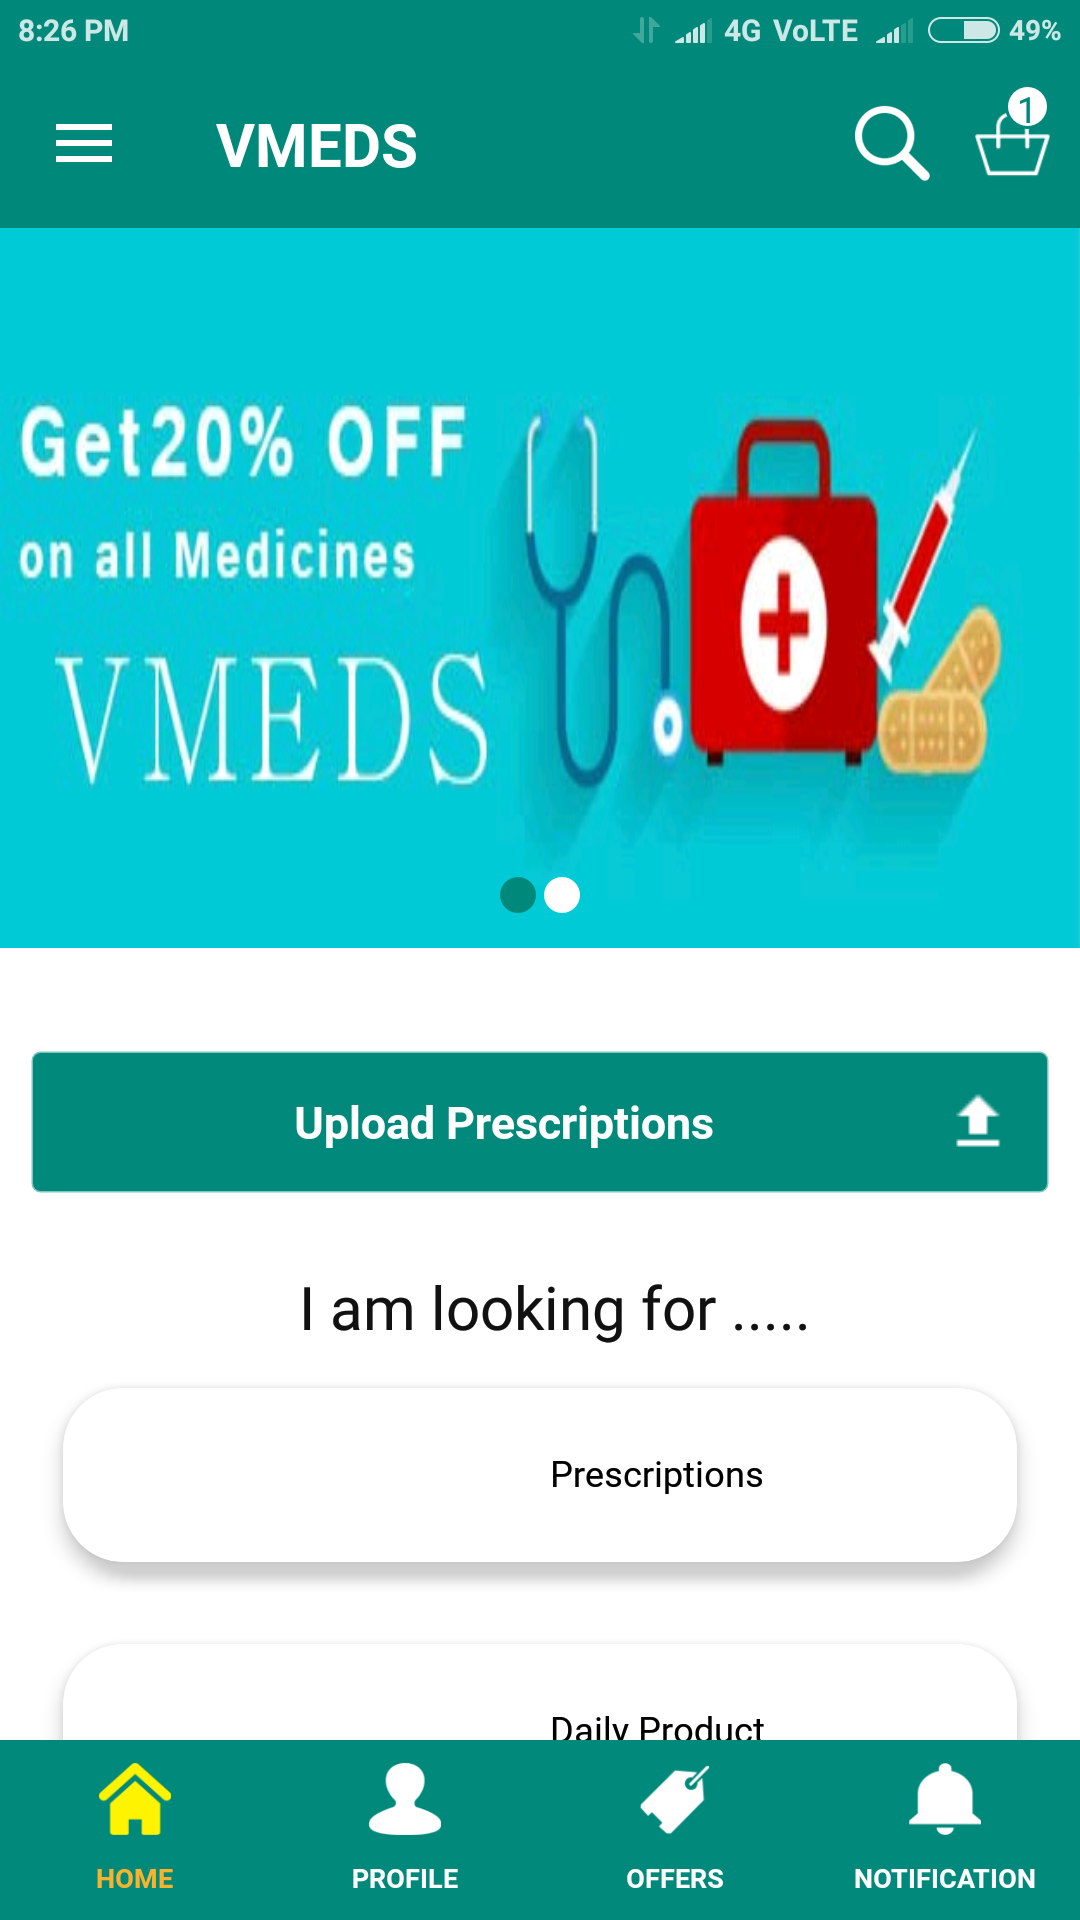 8:26 PM 4G VoLTE 49%
VMEDS 1
Get20% OFF
on all Medicines
VMEDS
Upload Prescriptions
I am looking for .....
Prescriptions
Daily Product
HOME PROFILE OFFERS NOTIFICATION